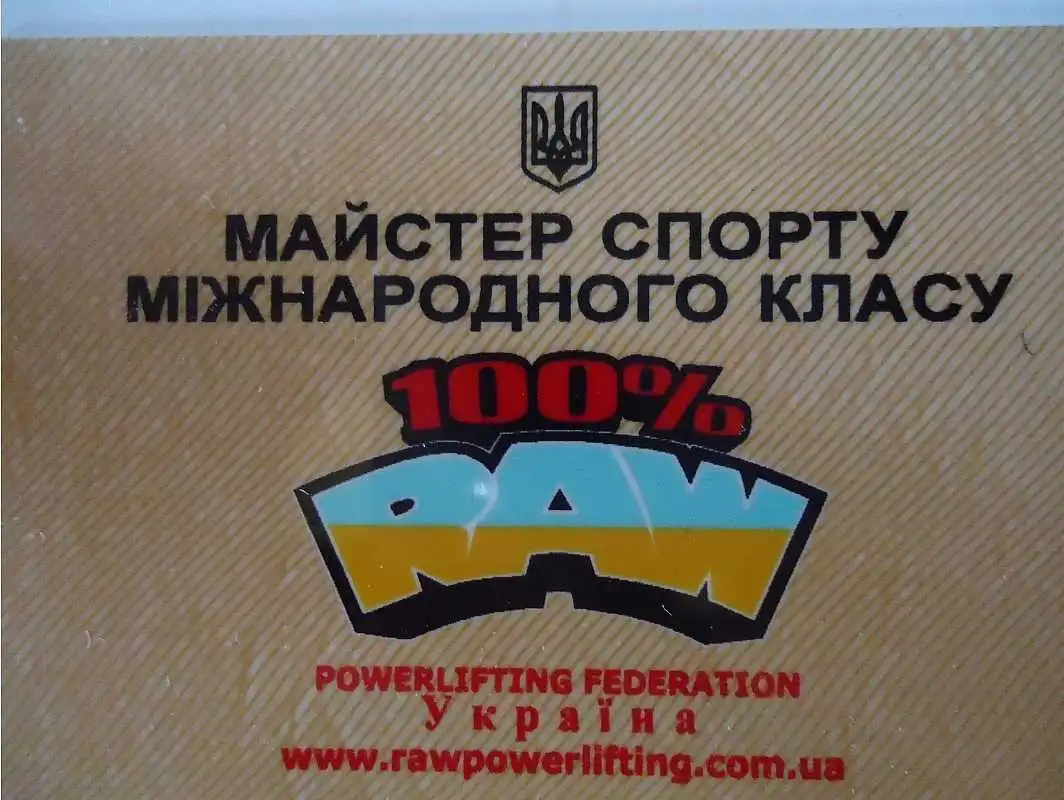 МАЙСТЕР СПОРТУ
МІЖНАРОДНОГО КЛАСУ
100%
RAW
POWERLIFTING FEDERATION
Україна
www.rawpowerlifting.com.ua